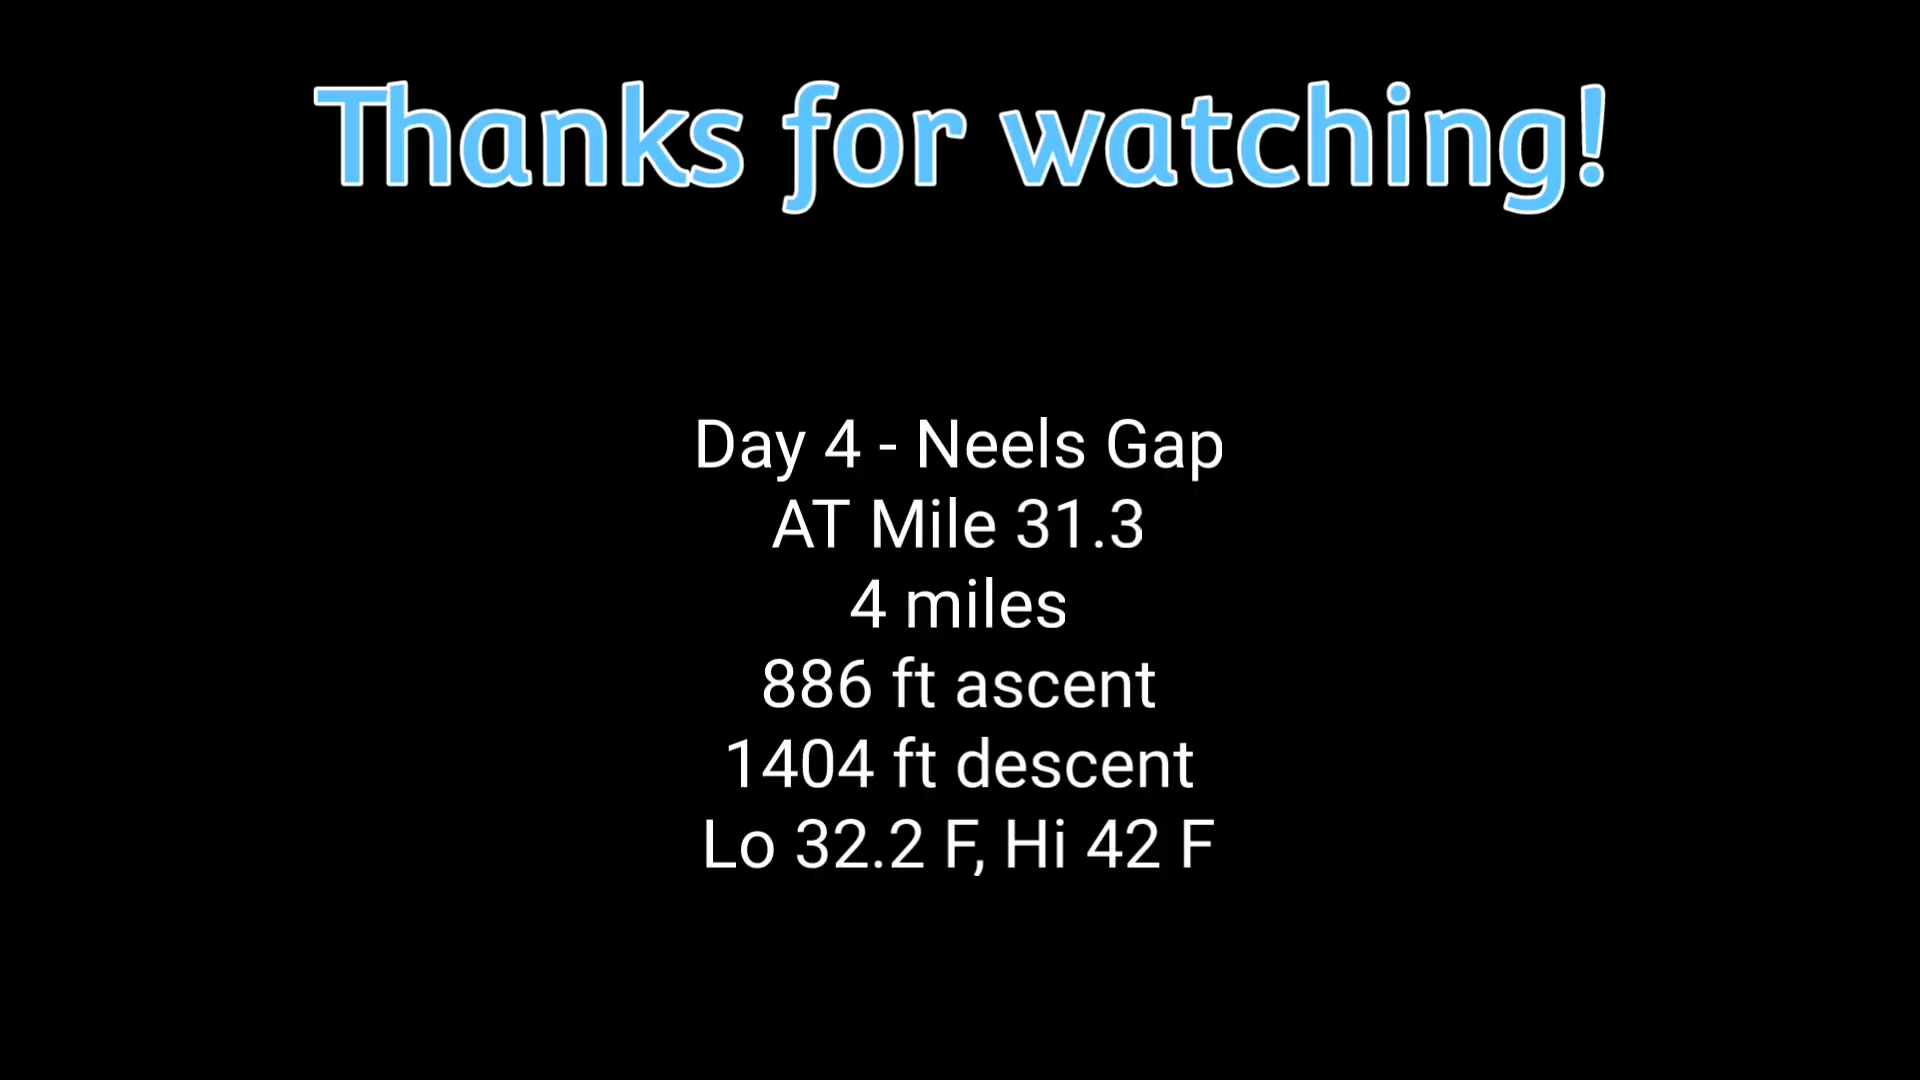 Thanks for watching!
Day 4 - Neels Gap
AT Mile 31.3
4 miles
886 ft ascent
1404 ft descent
Lo 32.2 F, Hi 42 F